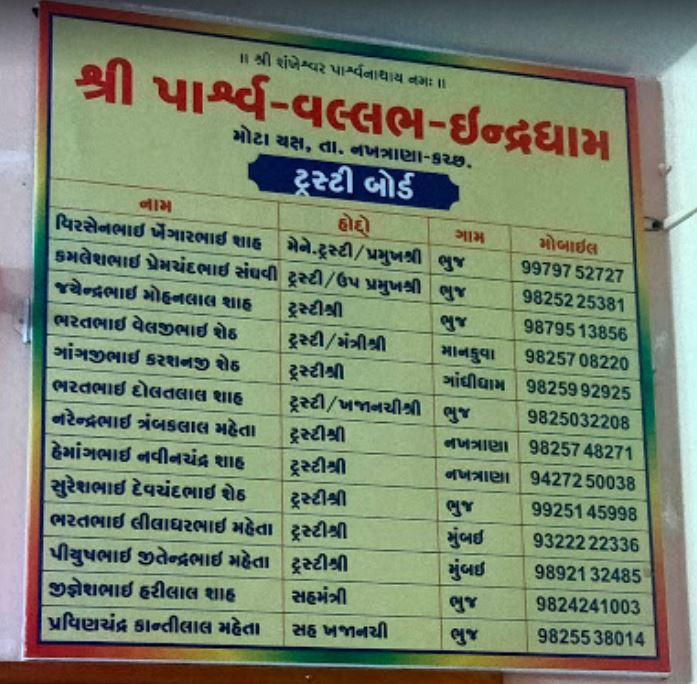 ॥ શ્રી શંખેશ્વર પાર્શ્વનાથાય નમઃ ॥
શ્રી પાર્શ્વ-વલ્લભ-ઇન્દ્રધામ
મોટા યક્ષ, તા. નખત્રાણા-કચ્છ.
ટ્રસ્ટી બોર્ડ
નામ હોદ્દો ગામ મોબાઈલ
વિરસેનભાઈ ખેંગારભાઈ શાહ મેને.ટ્રસ્ટી/પ્રમુખશ્રી ભુજ 99797 52727
કમલેશભાઈ પ્રેમચંદભાઈ સંઘવી ટ્રસ્ટી/ઉપ પ્રમુખશ્રી ભુજ 98252 25381
જયેન્દ્રભાઈ મોહનલાલ શાહ ટ્રસ્ટીશ્રી ભુજ 98795 13856
ભરતભાઈ વેલજીભાઈ શેઠ ટ્રસ્ટી/મંત્રીશ્રી માનકુવા 98257 08220
ગાંગજીભાઈ કરશનજી શેઠ ટ્રસ્ટીશ્રી ગાંધીધામ 98259 92925
ભરતભાઈ દોલતલાલ શાહ ટ્રસ્ટી/ખજાનચીશ્રી ભુજ 9825032208
નરેન્દ્રભાઈ ત્રંબકલાલ મહેતા ટ્રસ્ટીશ્રી નખત્રાણા 98257 48271
હેમાંગભાઈ નવીનચંદ્ર શાહ ટ્રસ્ટીશ્રી નખત્રાણા 94272 50038
સુરેશભાઈ દેવચંદભાઈ શેઠ ટ્રસ્ટીશ્રી ભુજ 99251 45998
ભરતભાઈ લીલાધરભાઈ મહેતા ટ્રસ્ટીશ્રી મુંબઈ 93222 22336
પીયુષભાઈ જીતેન્દ્રભાઈ મહેતા ટ્રસ્ટીશ્રી મુંબઈ 98921 32485
જીજ્ઞેશભાઈ હરીલાલ શાહ સહમંત્રી ભુજ 9824241003
પ્રવિણચંદ્ર કાન્તીલાલ મહેતા સહ ખજાનચી ભુજ 98255 38014